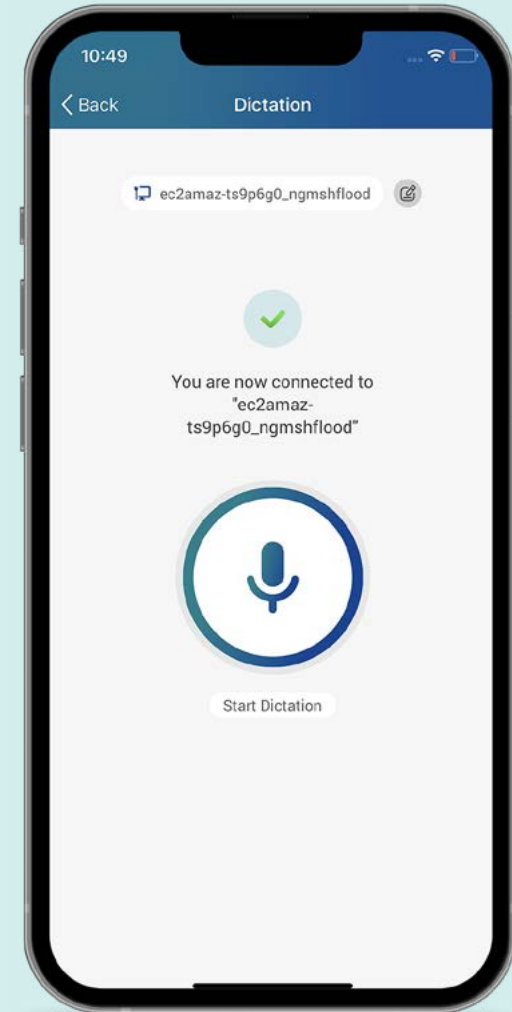 10:49
Back
Dictation
ec2amaz-ts9p6g0_ngmshflood
You are now connected to
"ec2amaz-
ts9p6g0_ngmshflood"
Start Dictation